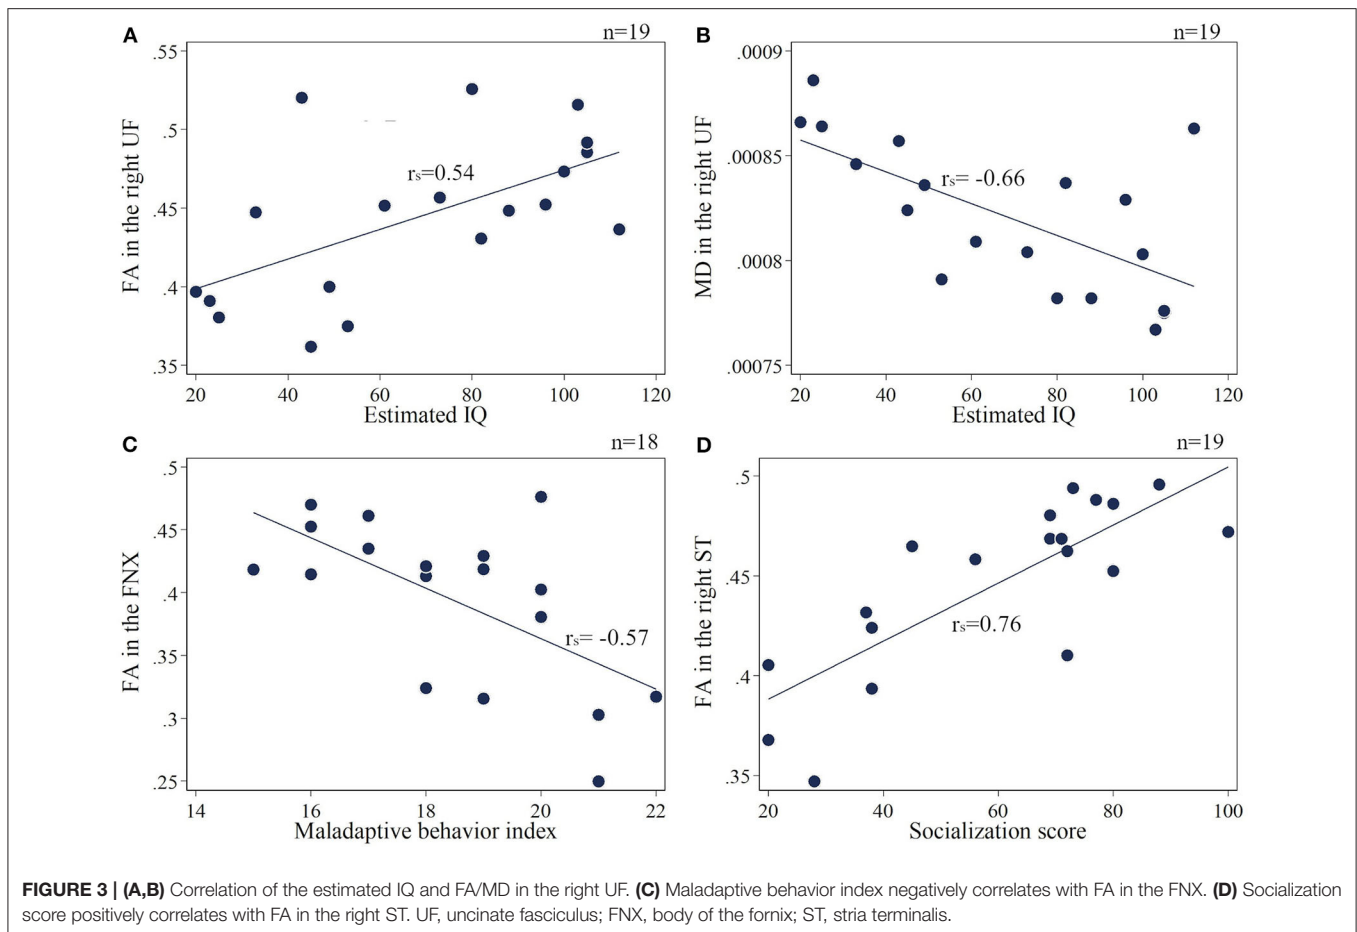 A
n=19
.55
.5
.45
.4
.35
FA in the right UF
rs=0.54
20 40 60 80 100 120
Estimated IQ
B
n=19
.0009
.00085
.0008
.00075
MD in the right UF
rs= -0.66
20 40 60 80 100 120
Estimated IQ
C
n=18
.5
.45
.4
.35
.3
.25
FA in the FNX
rs= -0.57
14 16 18 20 22
Maladaptive behavior index
D
n=19
.5
.45
.4
.35
FA in the right ST
rs=0.76
20 40 60 80 100
Socialization score
FIGURE 3 | (A,B) Correlation of the estimated IQ and FA/MD in the right UF. (C) Maladaptive behavior index negatively correlates with FA in the FNX. (D) Socialization
score positively correlates with FA in the right ST. UF, uncinate fasciculus; FNX, body of the fornix; ST, stria terminalis.